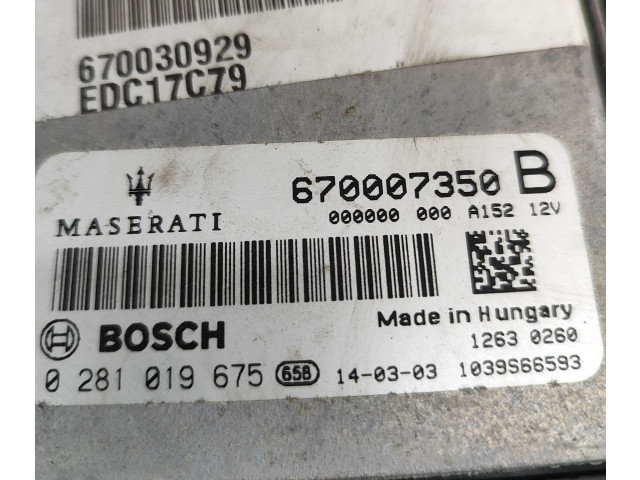 670030929
EDC17C79
670007350 B
000000 000 A152 12V
MASERATI
Made in Hungary
BOSCH
1263 0260
0 281 019 675 658 14-03-03 1039S66593